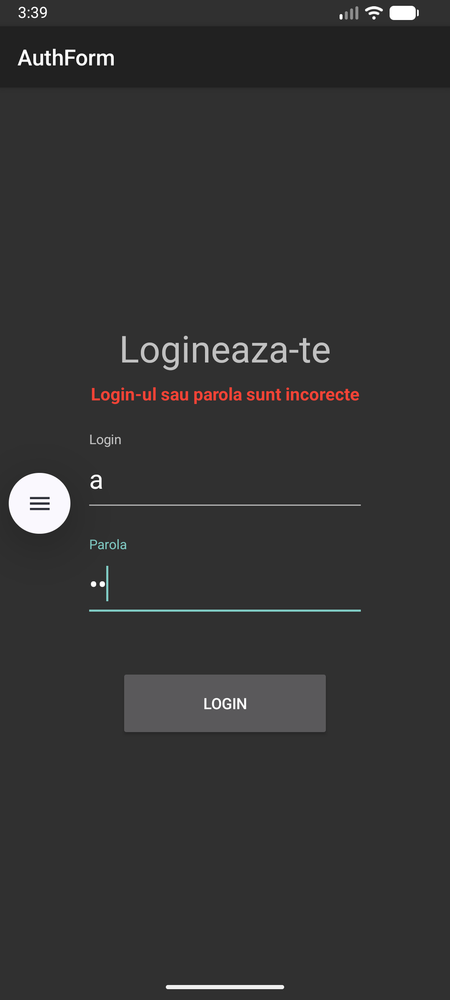 3:39
AuthForm
Logineaza-te
Login-ul sau parola sunt incorecte
Login
a
Parola
••
LOGIN